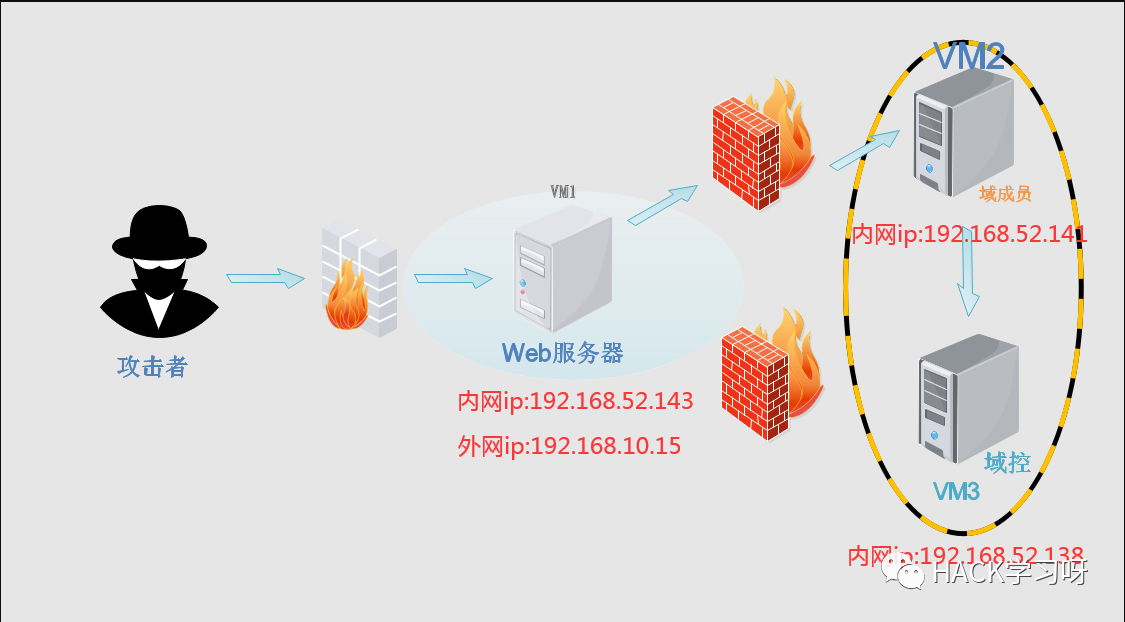 VM2
VM1
域成员
内网ip:192.168.52.141
攻击者
Web服务器
内网ip:192.168.52.143
外网ip:192.168.10.15
域控
VM3
内网ip:192.168.52.138
HACK学习呀